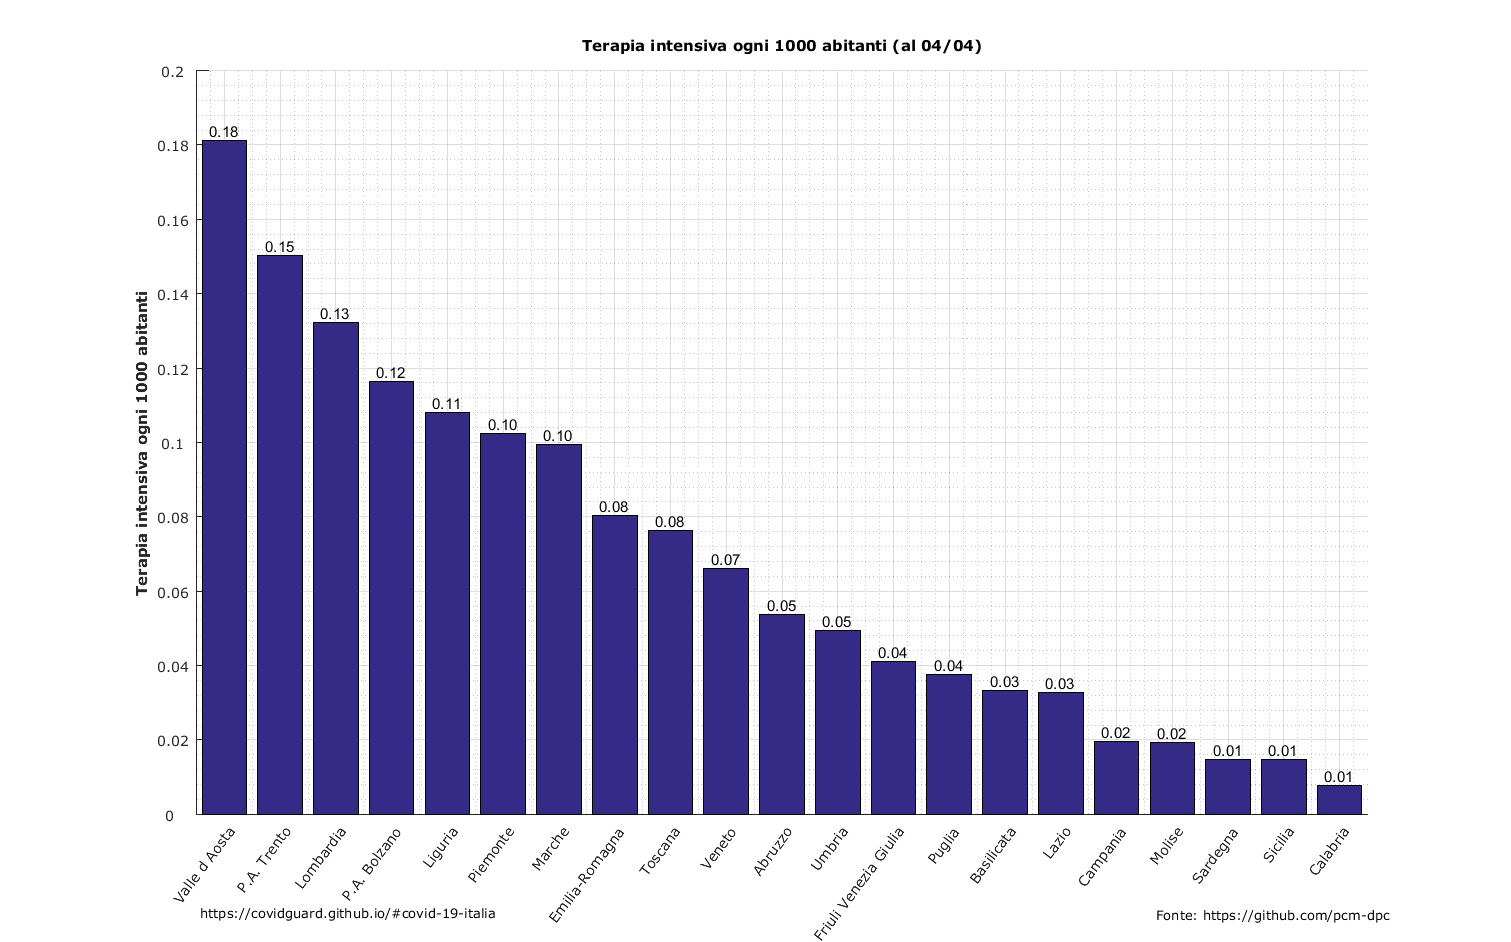 Terapia intensiva ogni 1000 abitanti (al 04/04)
Terapia intensiva ogni 1000 abitanti
0.2
0.18
0.16
0.14
0.12
0.1
0.08
0.06
0.04
0.02
0
0.18
0.15
0.13
0.12
0.11
0.10
0.10
0.08
0.08
0.07
0.05
0.05
0.04
0.04
0.03
0.03
0.02
0.02
0.01
0.01
0.01
Valle d Aosta
P.A. Trento
Lombardia
P.A. Bolzano
Liguria
Piemonte
Marche
Emilia-Romagna
Toscana
Veneto
Abruzzo
Umbria
Friuli Venezia Giulia
Puglia
Basilicata
Lazio
Campania
Molise
Sardegna
Sicilia
Calabria
https://covidguard.github.io/#covid-19-italia
Fonte: https://github.com/pcm-dpc